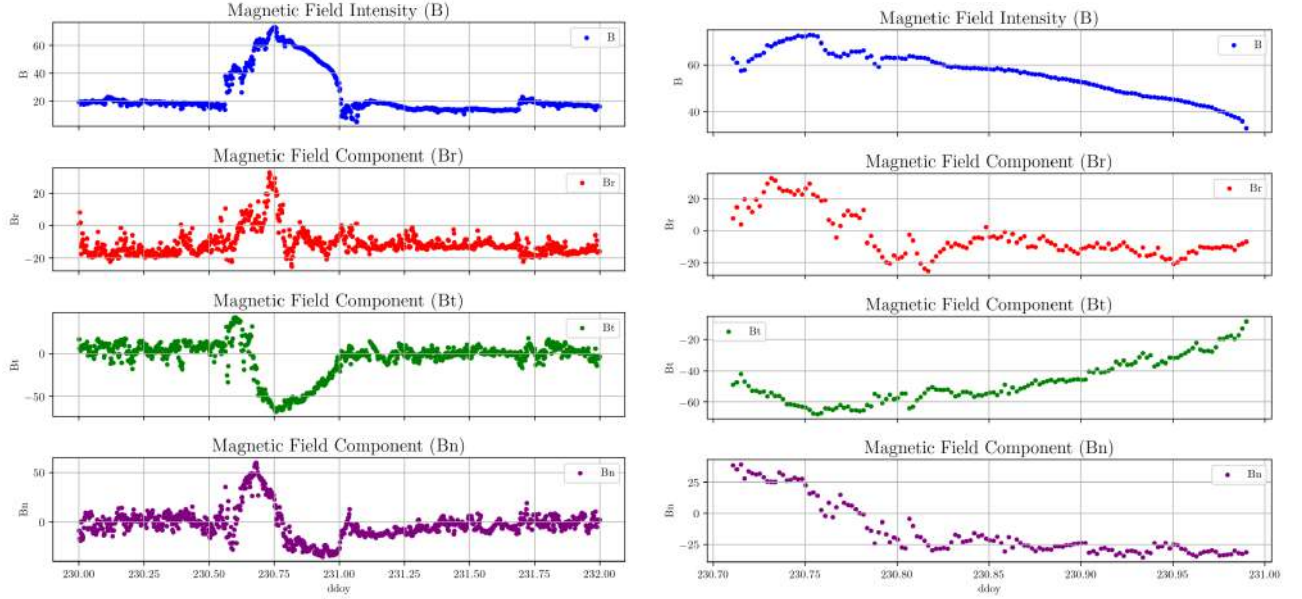 Magnetic Field Intensity (B)
B
60
40
20
B
Magnetic Field Component (Br)
Br
20
0
−20
Br
Magnetic Field Component (Bt)
Bt
0
−50
Bt
Magnetic Field Component (Bn)
Bn
50
0
Bn
230.00 230.25 230.50 230.75 231.00 231.25 231.50 231.75 232.00
ddoy
Magnetic Field Intensity (B)
B
60
40
B
Magnetic Field Component (Br)
Br
20
0
−20
Br
Magnetic Field Component (Bt)
Bt
−20
−40
−60
Bt
Magnetic Field Component (Bn)
Bn
25
0
−25
Bn
230.70 230.75 230.80 230.85 230.90 230.95 231.00
ddoy